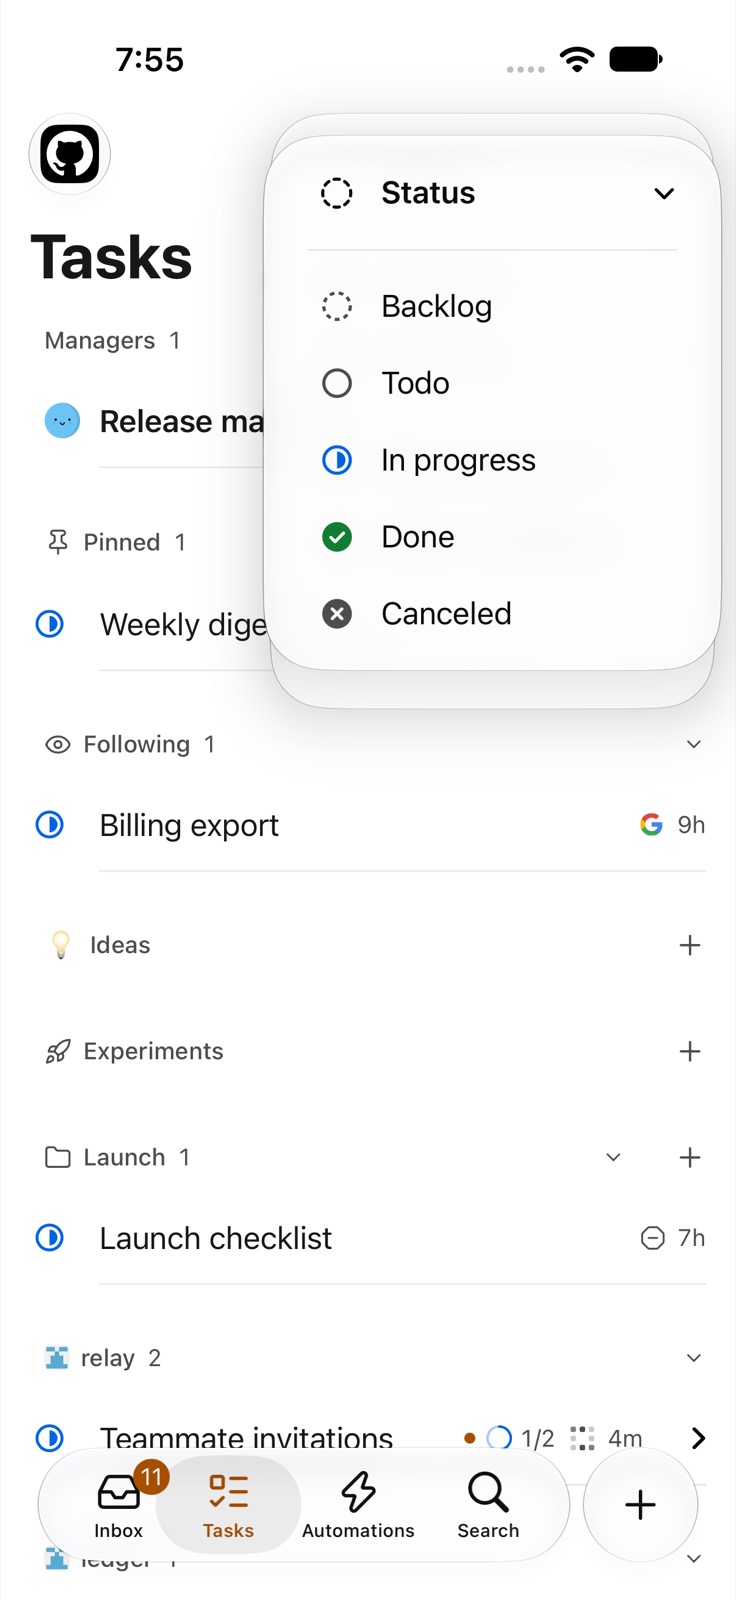 7:55
Status
Tasks
Backlog
Managers 1
Todo
Release ma
In progress
Pinned 1
Done
Weekly dige
Canceled
Following 1
Billing export 9h
Ideas
Experiments
Launch 1
Launch checklist 7h
relay 2
Teammate invitations 1/2 4m
11
Inbox Tasks Automations Search
ledger 1